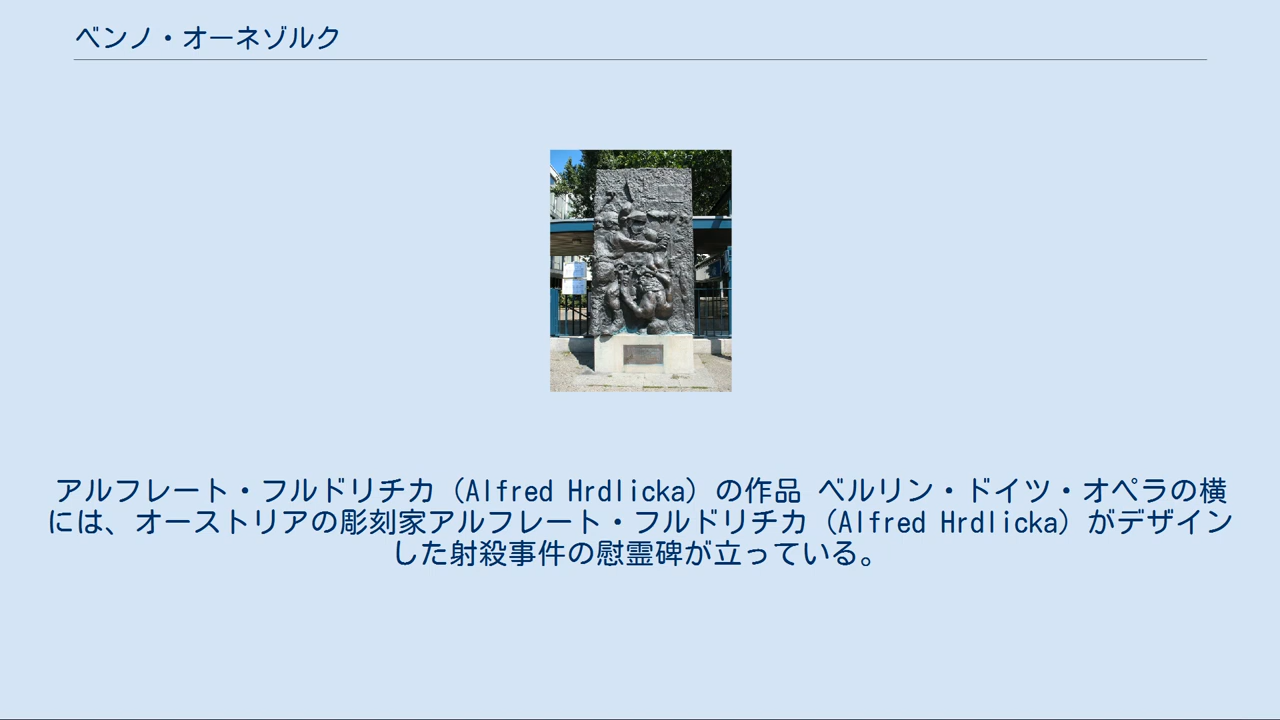 ベンノ・オーネゾルク
アルフレート・フルドリチカ（Alfred Hrdlicka）の作品 ベルリン・ドイツ・オペラの横
には、オーストリアの彫刻家アルフレート・フルドリチカ（Alfred Hrdlicka）がデザイン
した射殺事件の慰霊碑が立っている。